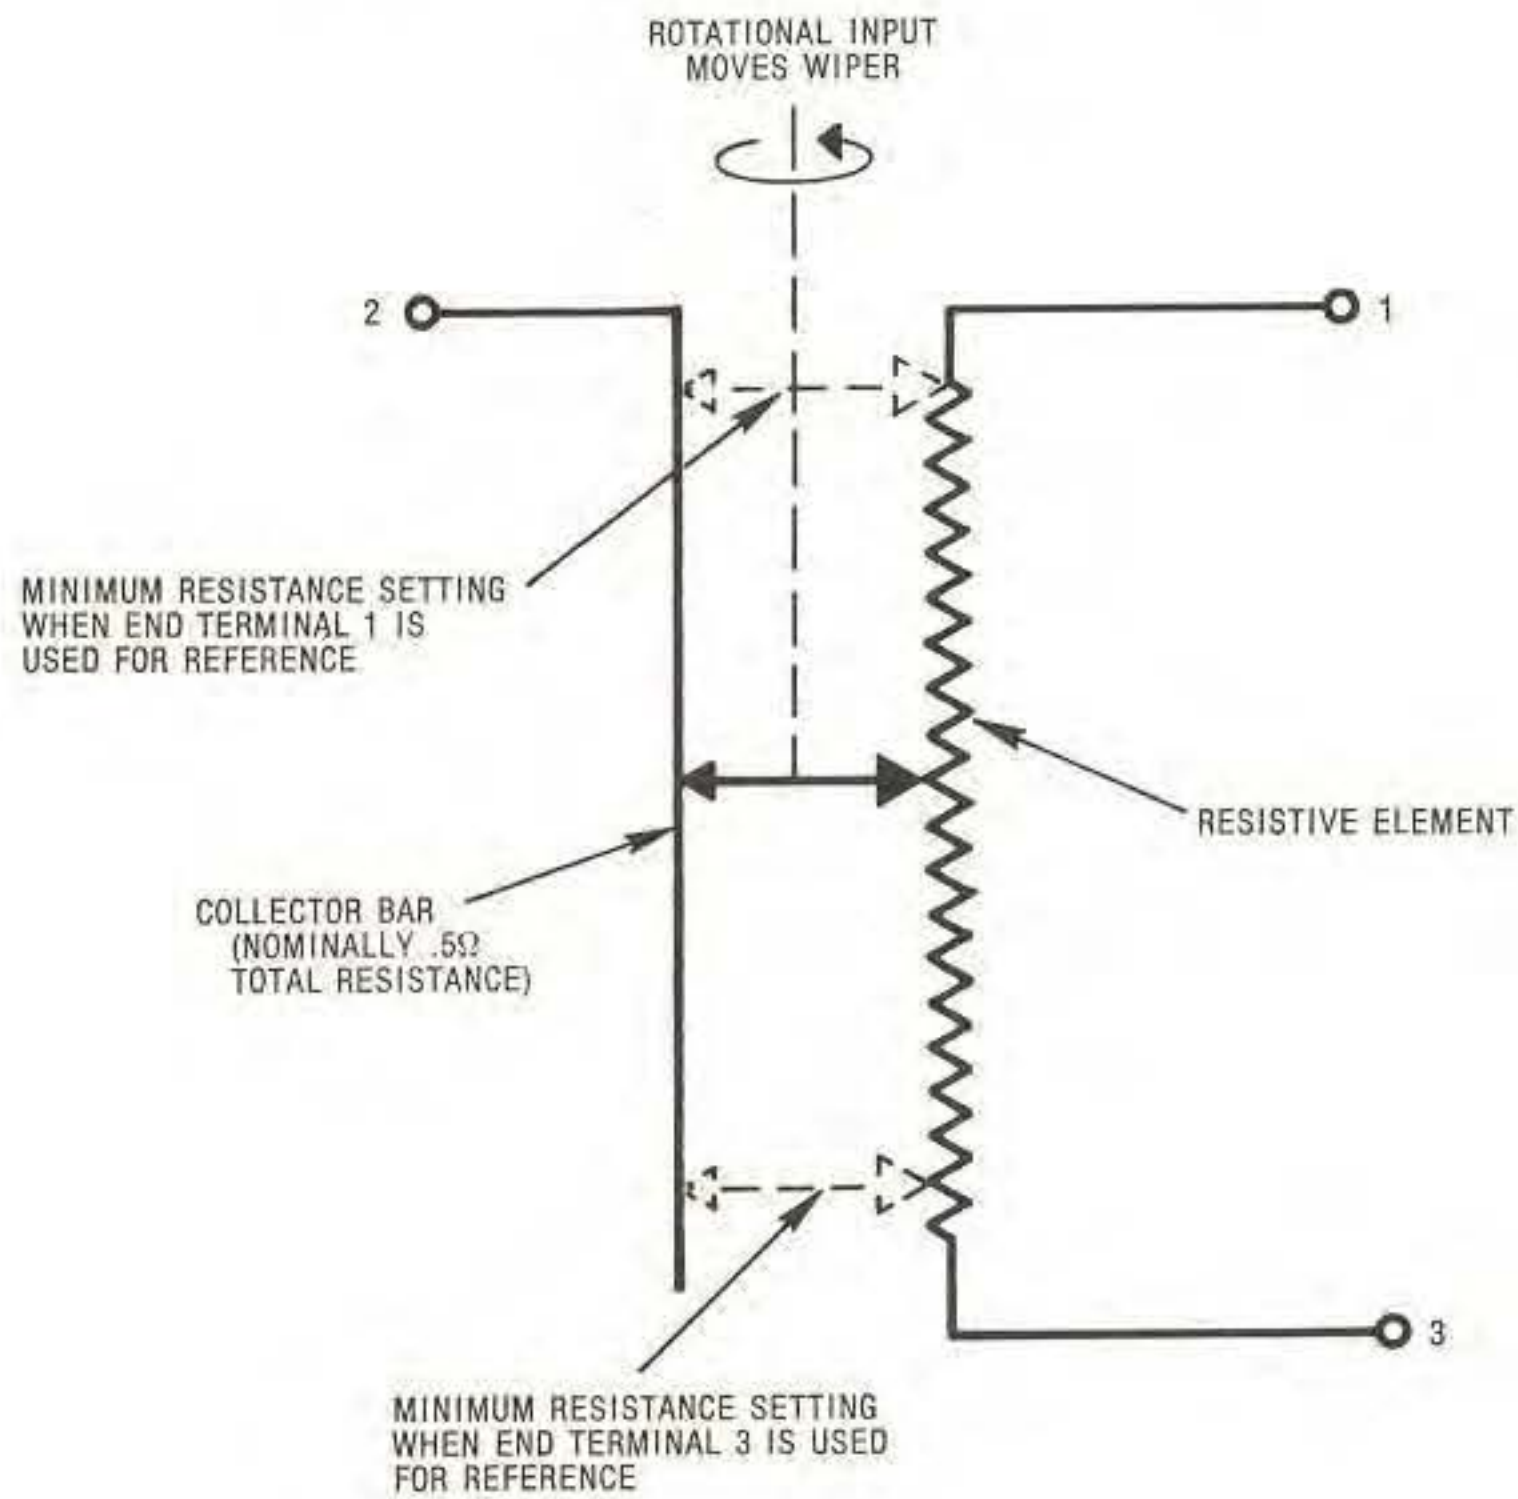 ROTATIONAL INPUT
MOVES WIPER
2
1
MINIMUM RESISTANCE SETTING
WHEN END TERMINAL 1 IS
USED FOR REFERENCE
RESISTIVE ELEMENT
COLLECTOR BAR
(NOMINALLY .5Ω
TOTAL RESISTANCE)
3
MINIMUM RESISTANCE SETTING
WHEN END TERMINAL 3 IS USED
FOR REFERENCE